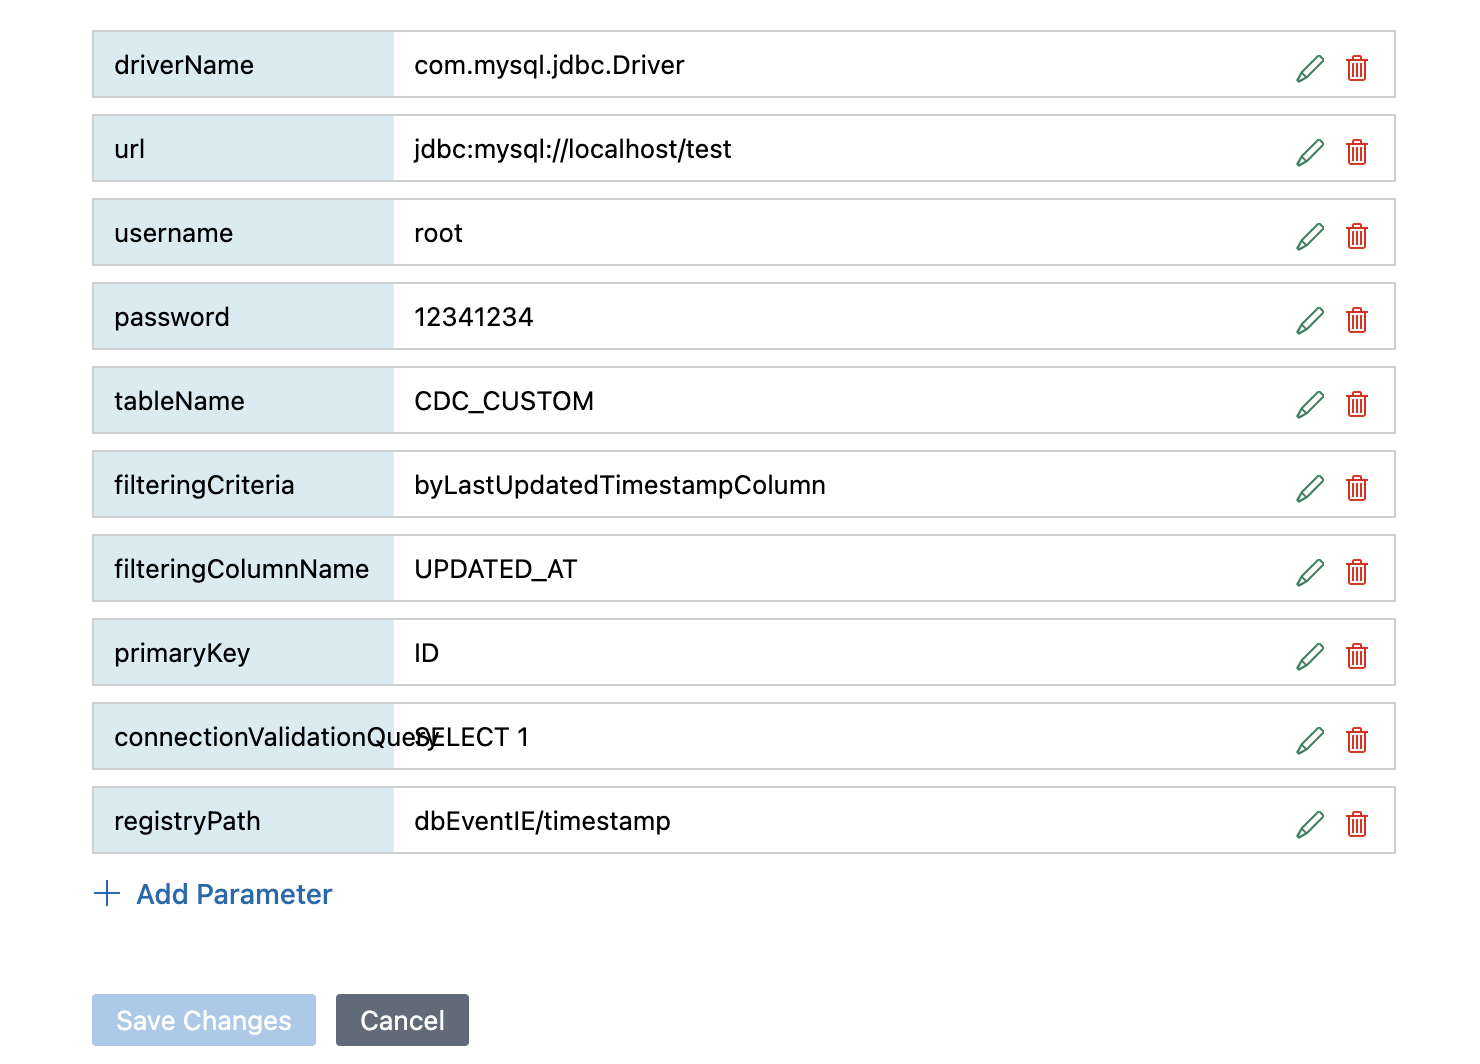 driverName com.mysql.jdbc.Driver
url jdbc:mysql://localhost/test
username root
password 12341234
tableName CDC_CUSTOM
filteringCriteria byLastUpdatedTimestampColumn
filteringColumnName UPDATED_AT
primaryKey ID
connectionValidationQuery SELECT 1
registryPath dbEventIE/timestamp
Add Parameter
Save Changes Cancel